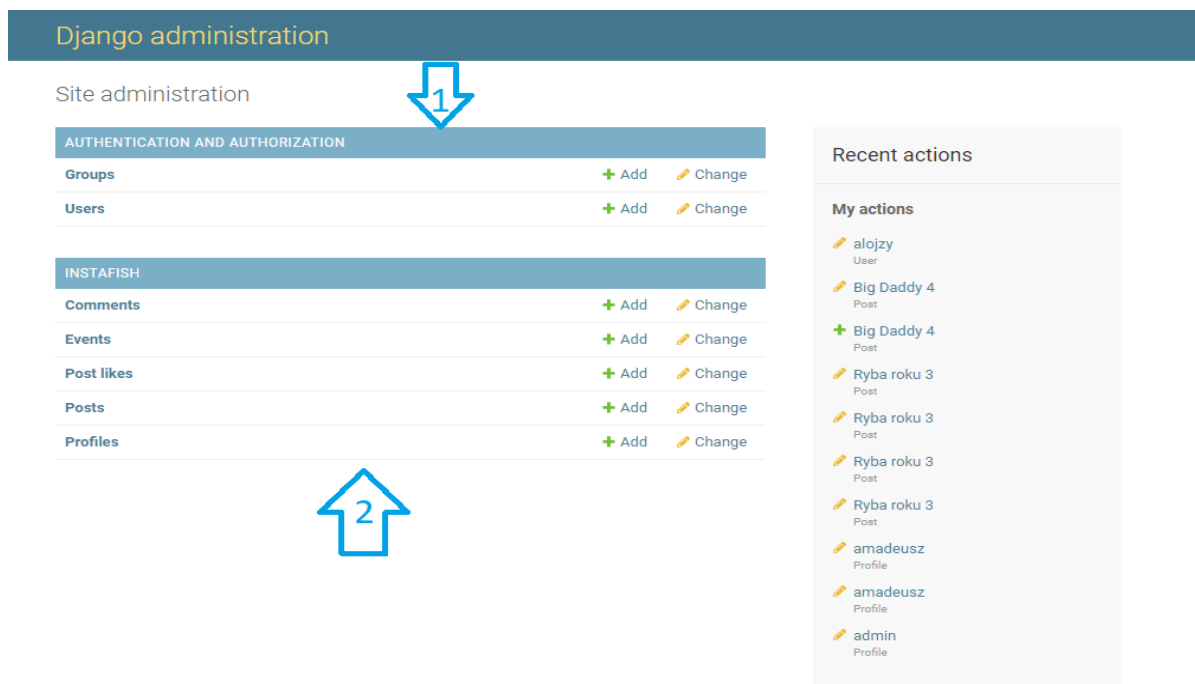 Django administration
Site administration
1
AUTHENTICATION AND AUTHORIZATION
Groups Add Change
Users Add Change
INSTAFISH
Comments Add Change
Events Add Change
Post likes Add Change
Posts Add Change
Profiles Add Change
2
Recent actions
My actions
alojzy
User
Big Daddy 4
Post
Big Daddy 4
Post
Ryba roku 3
Post
Ryba roku 3
Post
Ryba roku 3
Post
Ryba roku 3
Post
amadeusz
Profile
amadeusz
Profile
admin
Profile